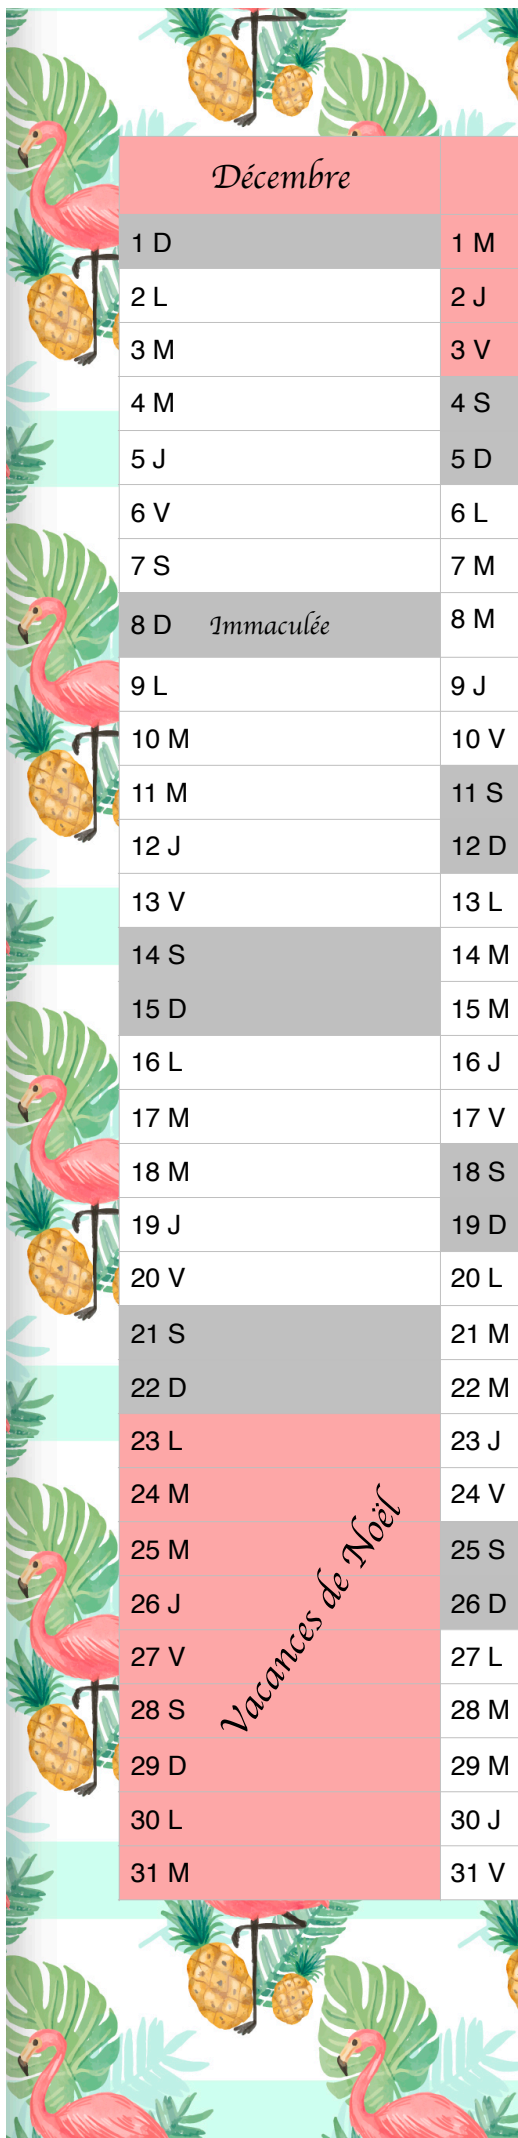 Décembre
1 D
2 L
3 M
4 M
5 J
6 V
7 S
8 D Immaculée
9 L
10 M
11 M
12 J
13 V
14 S
15 D
16 L
17 M
18 M
19 J
20 V
21 S
22 D
23 L
24 M
25 M
26 J
27 V
28 S
29 D
30 L
31 M
Vacances de Noël
1 M
2 J
3 V
4 S
5 D
6 L
7 M
8 M
9 J
10 V
11 S
12 D
13 L
14 M
15 M
16 J
17 V
18 S
19 D
20 L
21 M
22 M
23 J
24 V
25 S
26 D
27 L
28 M
29 M
30 J
31 V